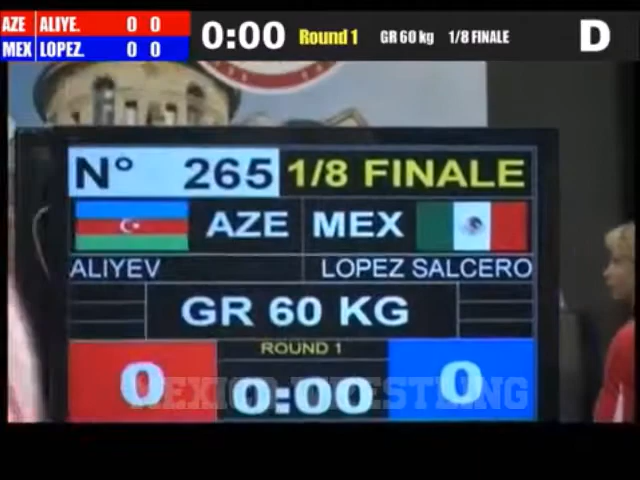 AZE ALIYE. 0 0
MEX LOPEZ. 0 0
0:00 Round 1 GR 60 kg 1/8 FINALE D
N° 265 1/8 FINALE
AZE MEX
ALIYEV LOPEZ SALCERO
GR 60 KG
ROUND 1
0 0:00 0
MEXICO WRESTLING